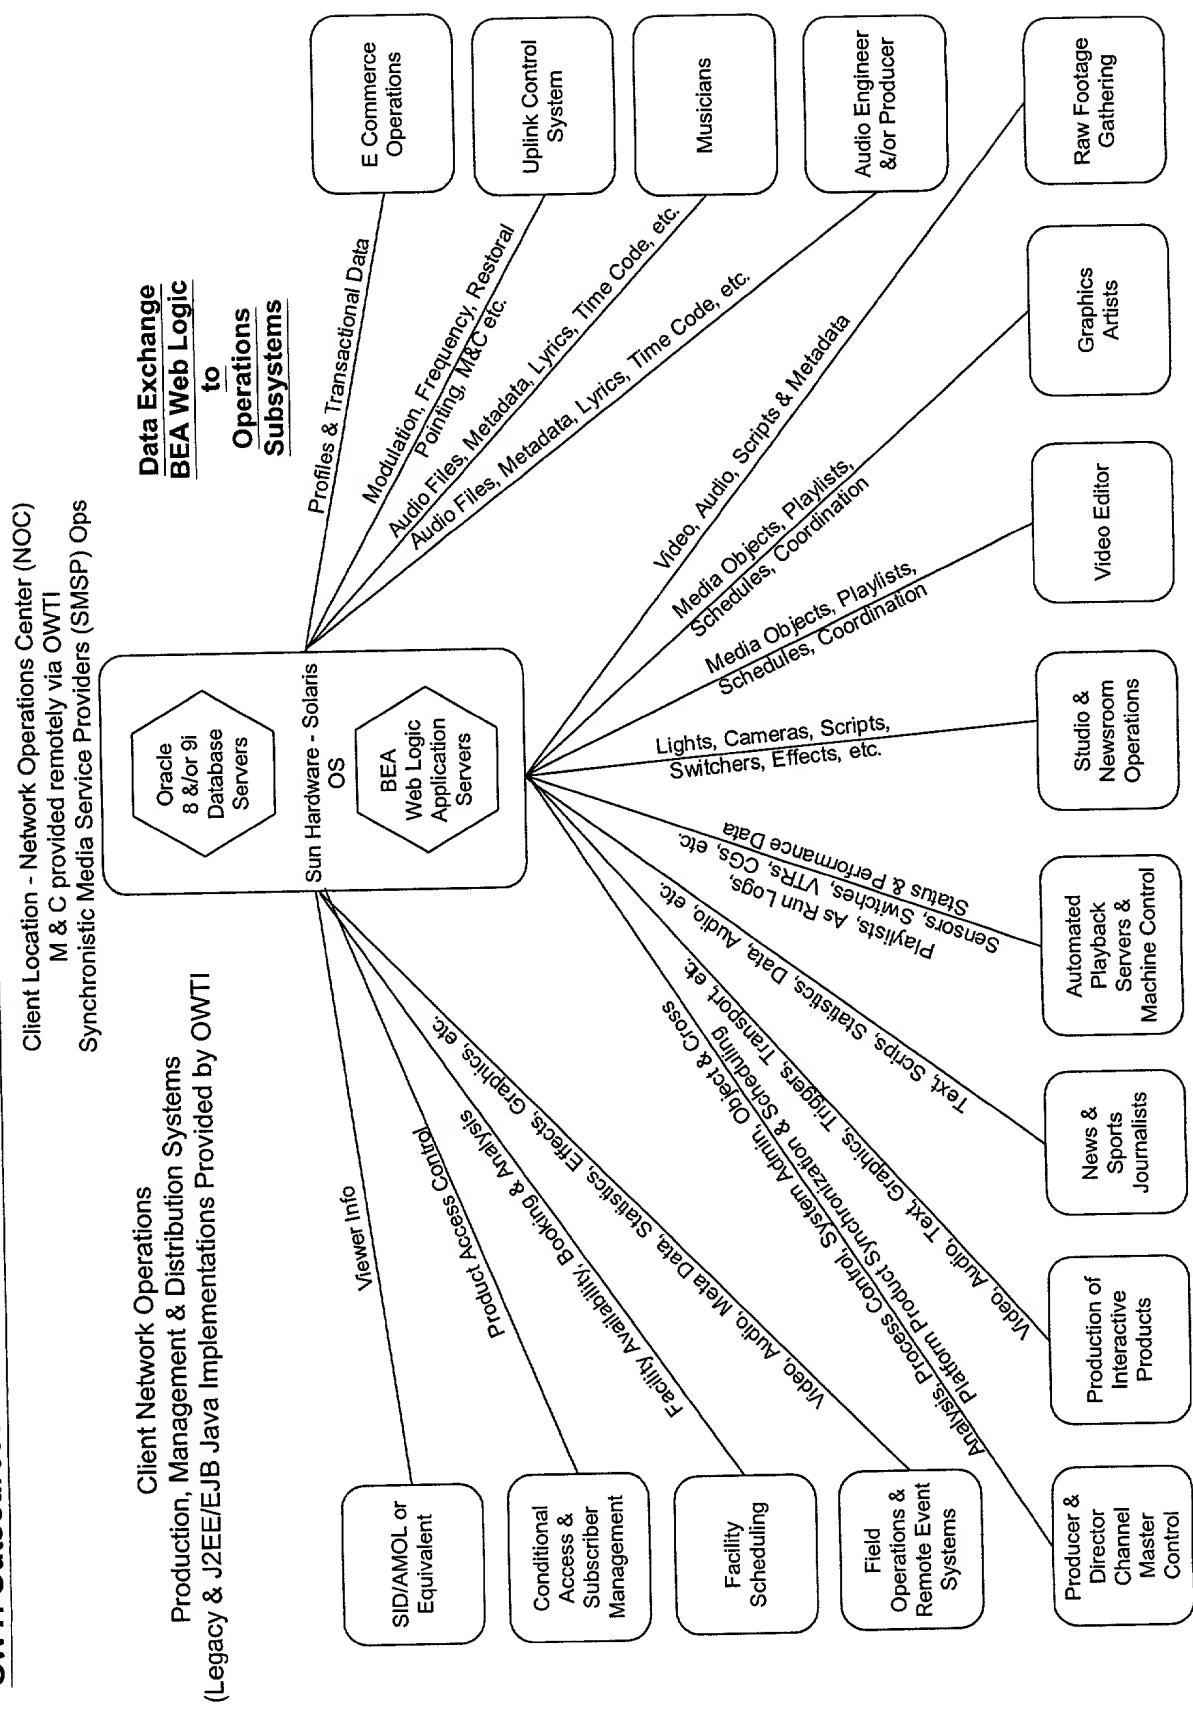 Client Location - Network Operations Center (NOC)
M & C provided remotely via OWTI
Synchronistic Media Service Providers (SMSP) Ops
Client Network Operations
Production, Management & Distribution Systems
(Legacy & J2EE/EJB Java Implementations Provided by OWTI
Data Exchange
BEA Web Logic
to
Operations
Subsystems
Oracle
8 &/or 9i
Database
Servers
Sun Hardware - Solaris
OS
BEA
Web Logic
Application
Servers
Viewer Info
Product Access Control
Facility Availability, Booking & Analysis
Video, Audio, Meta Data, Statistics, Effects, Graphics, etc.
Profiles & Transactional Data
Modulation, Frequency, Restoral
Pointing, M&C etc.
Audio Files, Metadata, Lyrics, Time Code, etc.
Audio Files, Metadata, Lyrics, Time Code, etc.
SID/AMOL or
Equivalent
Conditional
Access &
Subscriber
Management
Facility
Scheduling
Field
Operations &
Remote Event
Systems
E Commerce
Operations
Uplink Control
System
Musicians
Audio Engineer
&/or Producer
Analysis, Process Control, System Admin, Object & Cross
Platform Product Synchronization & Scheduling
Video, Audio, Text, Graphics, Triggers, Transport, etc.
Text, Scrips, Statistics, Data, Audio, etc.
Playlists, As Run Logs,
Sensors, Switches, VTRs, CGs, etc.
Status & Performance Data
Lights, Cameras, Scripts,
Switchers, Effects, etc.
Media Objects, Playlists,
Schedules, Coordination
Media Objects, Playlists,
Schedules, Coordination
Video, Audio, Scripts & Metadata
Producer &
Director
Channel
Master
Control
Production of
Interactive
Products
News &
Sports
Journalists
Automated
Playback
Servers &
Machine Control
Studio &
Newsroom
Operations
Video Editor
Graphics
Artists
Raw Footage
Gathering